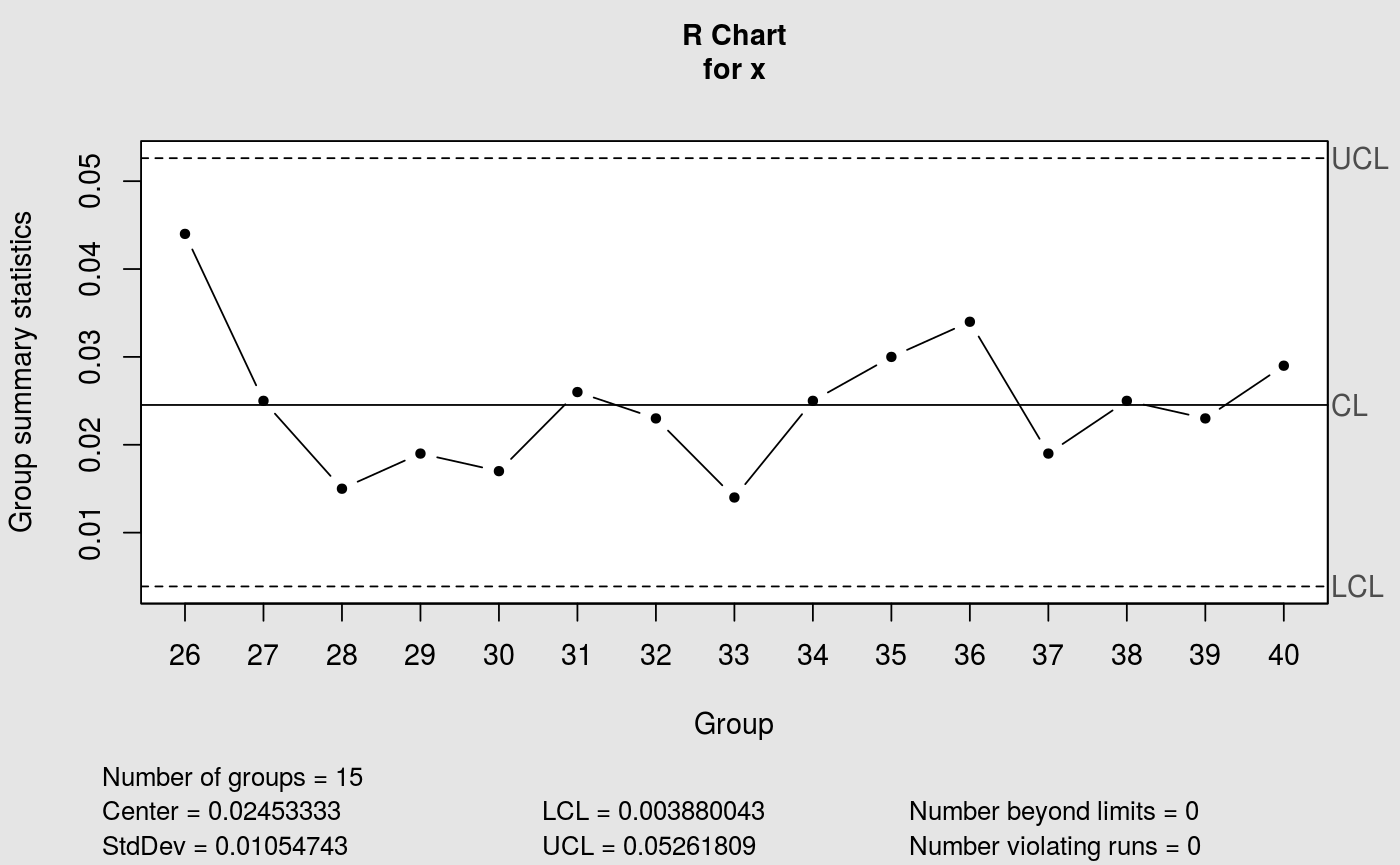 R Chart
for x
Group summary statistics
0.05
0.04
0.03
0.02
0.01
UCL
CL
LCL
26 27 28 29 30 31 32 33 34 35 36 37 38 39 40
Group
Number of groups = 15
Center = 0.02453333 LCL = 0.003880043 Number beyond limits = 0
StdDev = 0.01054743 UCL = 0.05261809 Number violating runs = 0